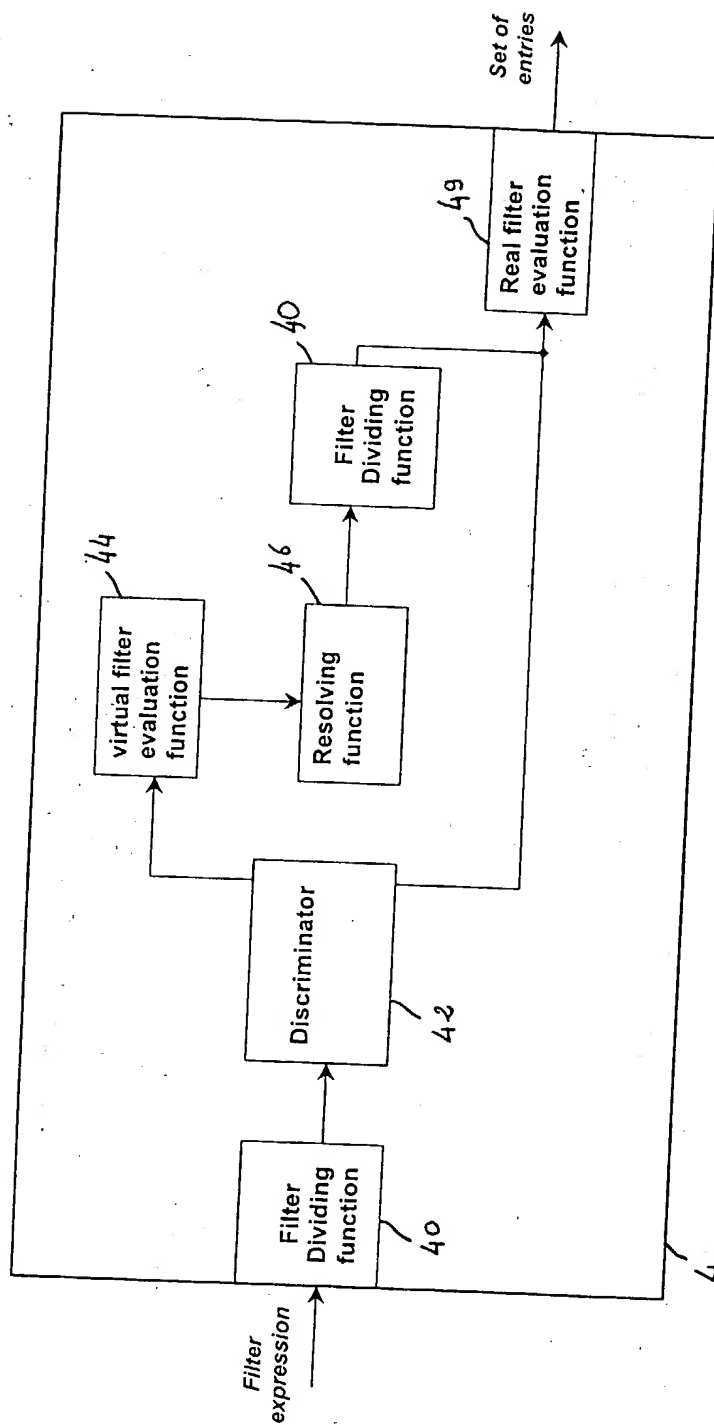 Filter
expression
Filter
Dividing
function
40
Discriminator
42
virtual filter
evaluation
function
44
Resolving
function
46
Filter
Dividing
function
40
Real filter
evaluation
function
49
Set of
entries
4